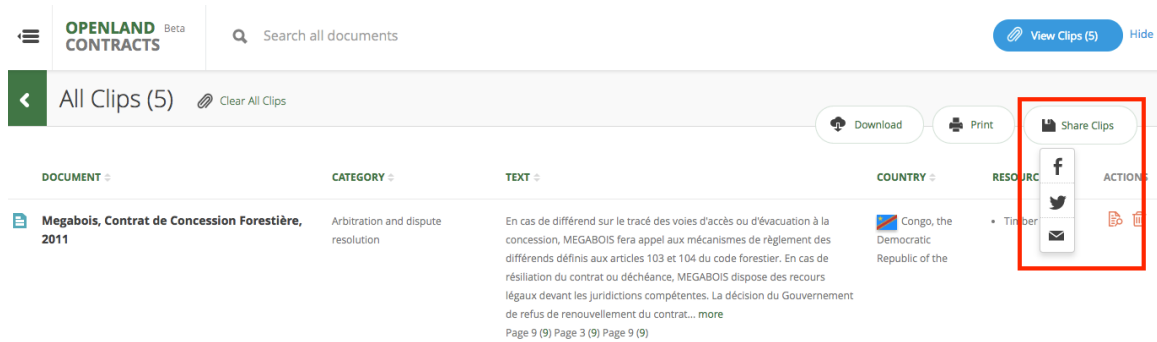 OPENLAND Beta
CONTRACTS
Search all documents
View Clips (5)
Hide
All Clips (5)
Clear All Clips
Download
Print
Share Clips
DOCUMENT
CATEGORY
TEXT
COUNTRY
RESOURC
ACTIONS
Megabois, Contrat de Concession Forestière,
2011
Arbitration and dispute
resolution
En cas de différend sur le tracé des voies d'accès ou d'évacuation à la
concession, MEGABOIS fera appel aux mécanismes de règlement des
différends définis aux articles 103 et 104 du code forestier. En cas de
résiliation du contrat ou déchéance, MEGABOIS dispose des recours
légaux devant les juridictions compétentes. La décision du Gouvernement
de refus de renouvellement du contrat... more
Page 9 (9) Page 3 (9) Page 9 (9)
Congo, the
Democratic
Republic of the
• Timber